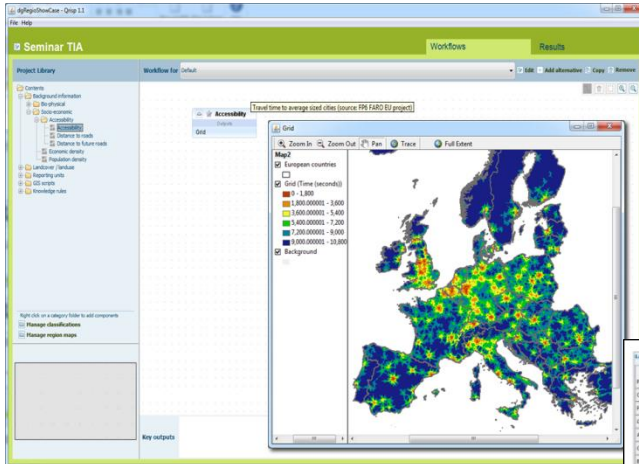 dgRegixShowCase - Qrisp 1.1
File Help
Seminar TIA
Workflows
Results
Project Library
Workflow for Default
Edit Add alternative Copy Remove
Contents
Background information
Bio physical
Socio-economic
Accessibility
Accessibility
Distance to roads
Distance to future roads
Economic density
Population density
Landcover / landuse
Reporting units
GIS scripts
Knowledge rules
Travel time to average sized cities (source: FP6 FARO EU project)
Accessibility
Outputs
Grid
Grid
Zoom In Zoom Out Pan Trace Full Extent
Map2
European countries
Grid (Time (seconds))
0 - 1,800
1,800.000001 - 3,600
3,600.000001 - 5,400
5,400.000001 - 7,200
7,200.000001 - 9,000
9,000.000001 - 10,800
Background
Right click on a category folder to add components
Manage classifications
Manage region maps
Key outputs